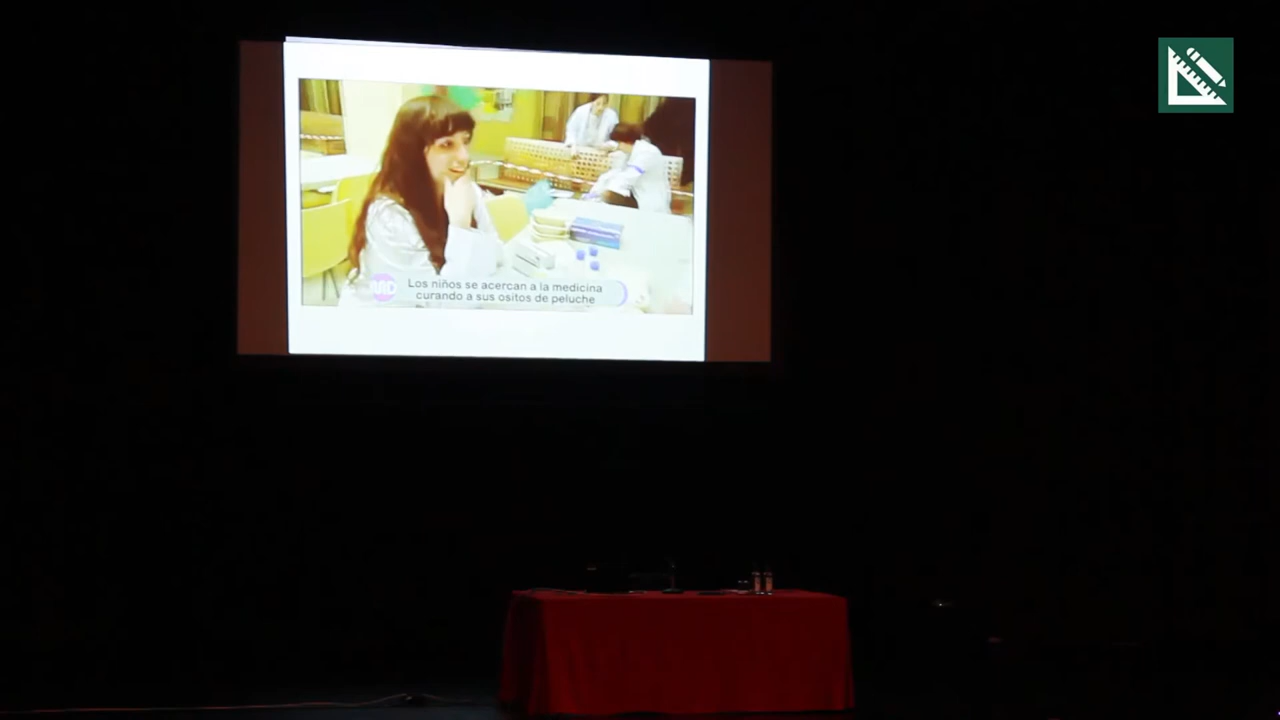 Los niños se acercan a la medicina
curando a sus ositos de peluche